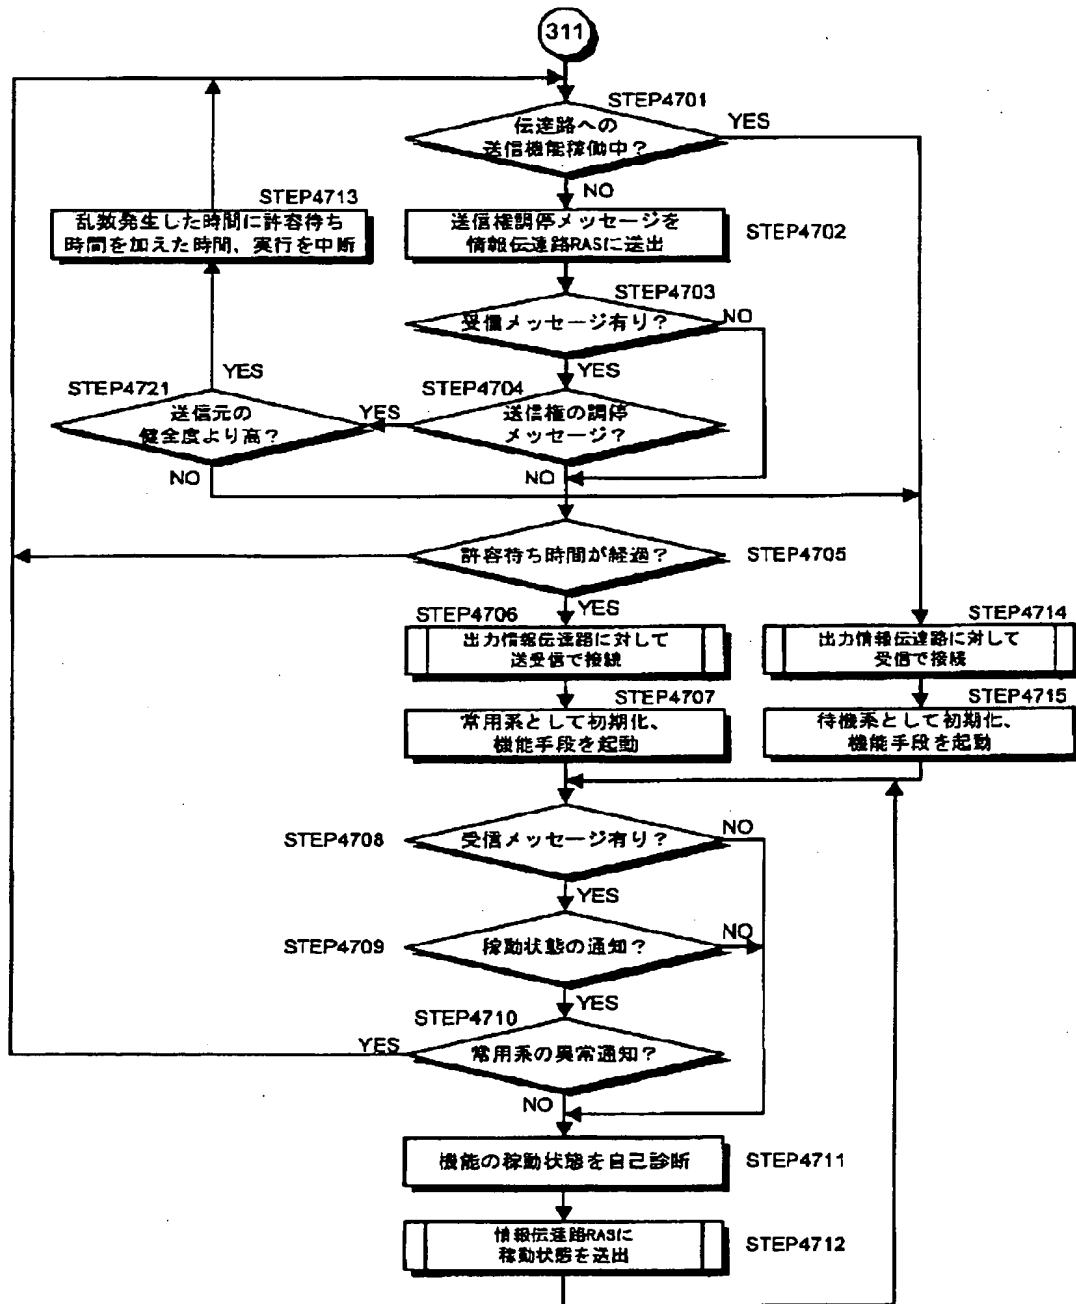 311
STEP4701
伝達路への
送信機能稼働中？
YES
NO
STEP4713
乱数発生した時間に許容待ち
時間を加えた時間、実行を中断
送信権調停メッセージを
情報伝達路RASに送出
STEP4702
STEP4703
受信メッセージ有り？
NO
YES
STEP4721
YES
送信元の
健全度より高？
NO
STEP4704
YES
送信権の調停
メッセージ？
NO
許容待ち時間が経過？
STEP4705
YES
STEP4706
出力情報伝達路に対して
送受信で接続
STEP4714
出力情報伝達路に対して
受信で接続
STEP4707
常用系として初期化、
機能手段を起動
STEP4715
待機系として初期化、
機能手段を起動
STEP4708
受信メッセージ有り？
NO
YES
STEP4709
稼動状態の通知？
NO
YES
STEP4710
YES
常用系の異常通知？
NO
機能の稼動状態を自己診断
STEP4711
情報伝達路RASに
稼動状態を送出
STEP4712